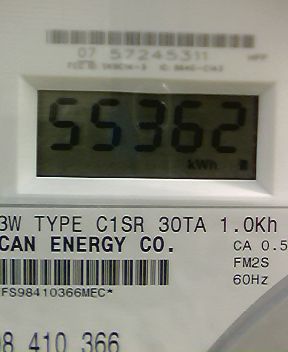 07 57245311
55362
kWh
3W TYPE C1SR 30TA 1.0Kh
CAN ENERGY CO.
CA 0.5
FM2S
60Hz
FS98410366MEC*
98 410 366